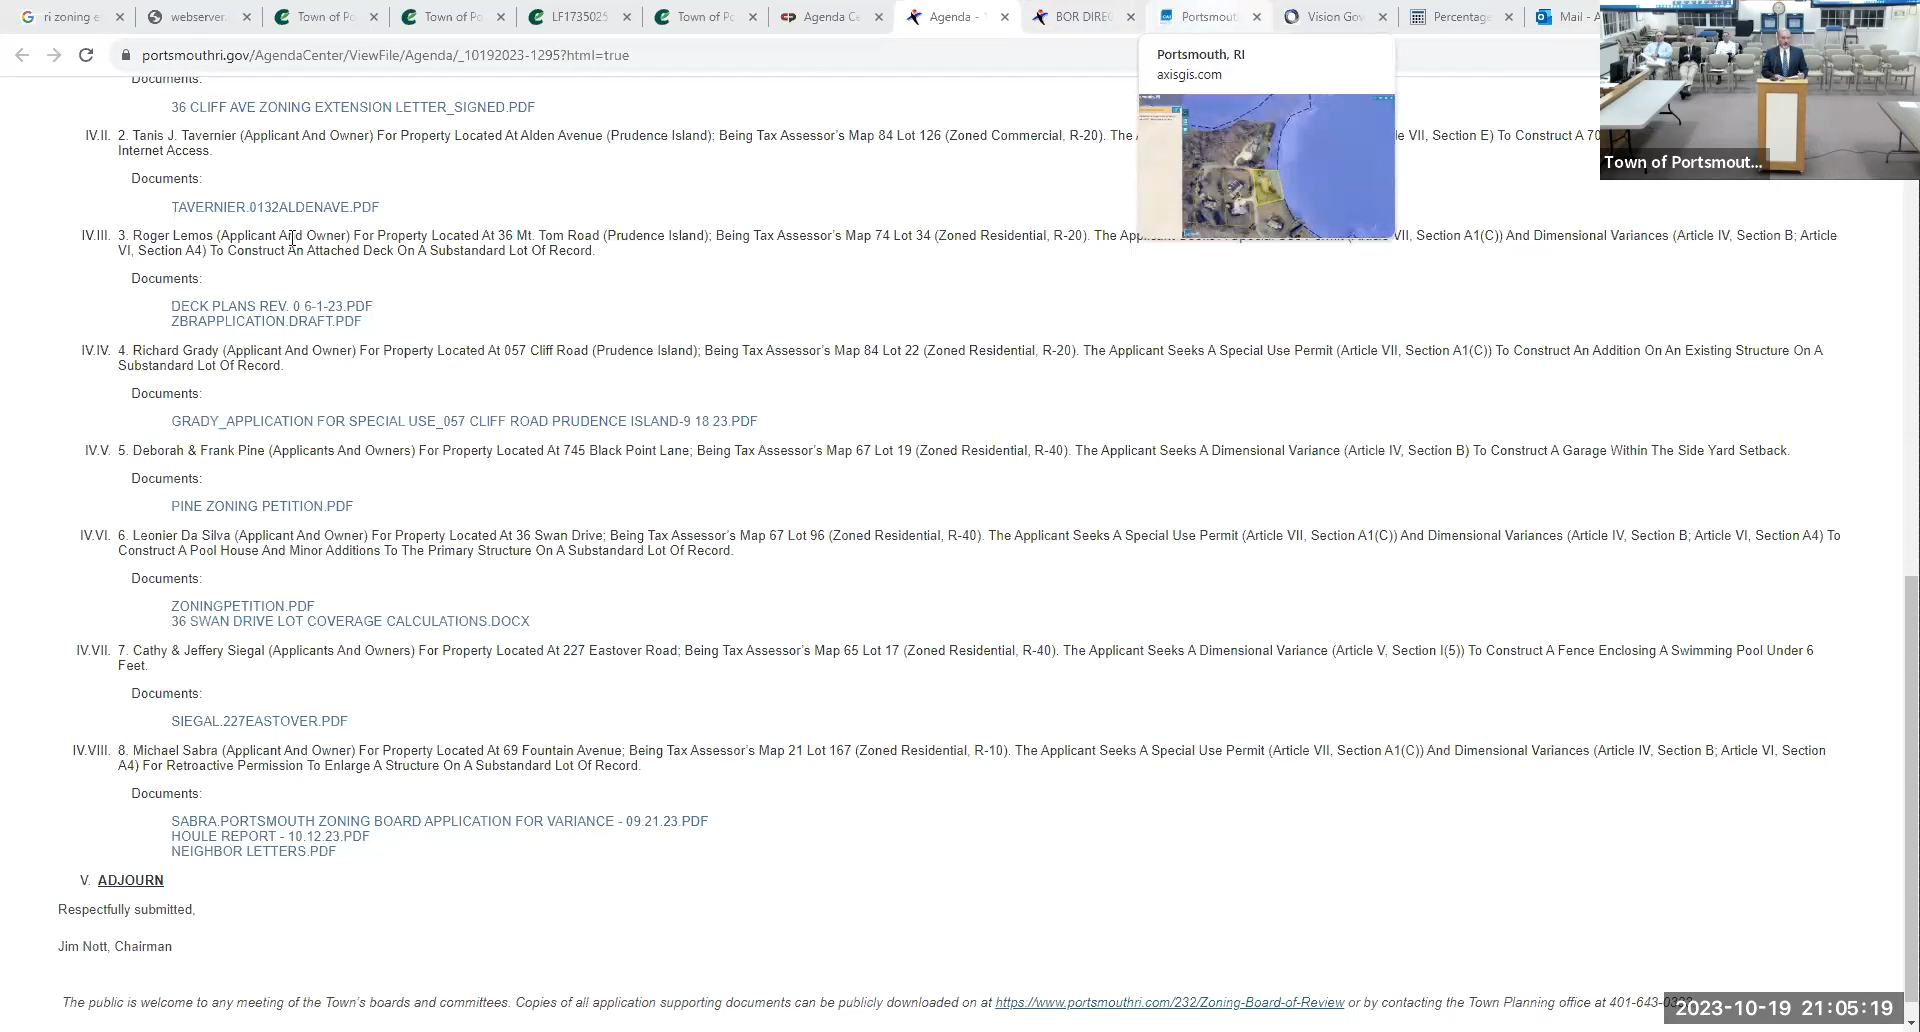 ri zoning e
webserver.
Town of Po
Town of Po
LF1735025
Town of Po
Agenda Ce
Agenda -
BOR DIREC
Portsmout
Vision Gov
Percentage
Mail - A
portsmouthri.gov/AgendaCenter/ViewFile/Agenda/_10192023-1295?html=true
Portsmouth, RI
axisgis.com
Town of Portsmout...
Documents:
36 CLIFF AVE ZONING EXTENSION LETTER_SIGNED.PDF
IV.II. 2. Tanis J. Tavernier (Applicant And Owner) For Property Located At Alden Avenue (Prudence Island); Being Tax Assessor's Map 84 Lot 126 (Zoned Commercial, R-20). The le VII, Section E) To Construct A 70
Internet Access.
Documents:
TAVERNIER.0132ALDENAVE.PDF
IV.III. 3. Roger Lemos (Applicant And Owner) For Property Located At 36 Mt. Tom Road (Prudence Island); Being Tax Assessor's Map 74 Lot 34 (Zoned Residential, R-20). The VII, Section A1(C)) And Dimensional Variances (Article IV, Section B; Article
VI, Section A4) To Construct An Attached Deck On A Substandard Lot Of Record.
Documents:
DECK PLANS REV. 0 6-1-23.PDF
ZBRAPPLICATION.DRAFT.PDF
IV.IV. 4. Richard Grady (Applicant And Owner) For Property Located At 057 Cliff Road (Prudence Island); Being Tax Assessor's Map 84 Lot 22 (Zoned Residential, R-20). The Applicant Seeks A Special Use Permit (Article VII, Section A1(C)) To Construct An Addition On An Existing Structure On A
Substandard Lot Of Record.
Documents:
GRADY_APPLICATION FOR SPECIAL USE_057 CLIFF ROAD PRUDENCE ISLAND-9 18 23.PDF
IV.V. 5. Deborah & Frank Pine (Applicants And Owners) For Property Located At 745 Black Point Lane; Being Tax Assessor's Map 67 Lot 19 (Zoned Residential, R-40). The Applicant Seeks A Dimensional Variance (Article IV, Section B) To Construct A Garage Within The Side Yard Setback.
Documents:
PINE ZONING PETITION.PDF
IV.VI. 6. Leonier Da Silva (Applicant And Owner) For Property Located At 36 Swan Drive; Being Tax Assessor's Map 67 Lot 96 (Zoned Residential, R-40). The Applicant Seeks A Special Use Permit (Article VII, Section A1(C)) And Dimensional Variances (Article IV, Section B; Article VI, Section A4) To
Construct A Pool House And Minor Additions To The Primary Structure On A Substandard Lot Of Record.
Documents:
ZONINGPETITION.PDF
36 SWAN DRIVE LOT COVERAGE CALCULATIONS.DOCX
IV.VII. 7. Cathy & Jeffery Siegal (Applicants And Owners) For Property Located At 227 Eastover Road; Being Tax Assessor's Map 65 Lot 17 (Zoned Residential, R-40). The Applicant Seeks A Dimensional Variance (Article V, Section I(5)) To Construct A Fence Enclosing A Swimming Pool Under 6
Feet.
Documents:
SIEGAL.227EASTOVER.PDF
IV.VIII. 8. Michael Sabra (Applicant And Owner) For Property Located At 69 Fountain Avenue; Being Tax Assessor's Map 21 Lot 167 (Zoned Residential, R-10). The Applicant Seeks A Special Use Permit (Article VII, Section A1(C)) And Dimensional Variances (Article IV, Section B; Article VI, Section
A4) For Retroactive Permission To Enlarge A Structure On A Substandard Lot Of Record.
Documents:
SABRA.PORTSMOUTH ZONING BOARD APPLICATION FOR VARIANCE - 09.21.23.PDF
HOULE REPORT - 10.12.23.PDF
NEIGHBOR LETTERS.PDF
V. ADJOURN
Respectfully submitted,
Jim Nott, Chairman
The public is welcome to any meeting of the Town's boards and committees. Copies of all application supporting documents can be publicly downloaded on at https://www.portsmouthri.com/232/Zoning-Board-of-Review or by contacting the Town Planning office at 401-643-0
2023-10-19 21:05:19